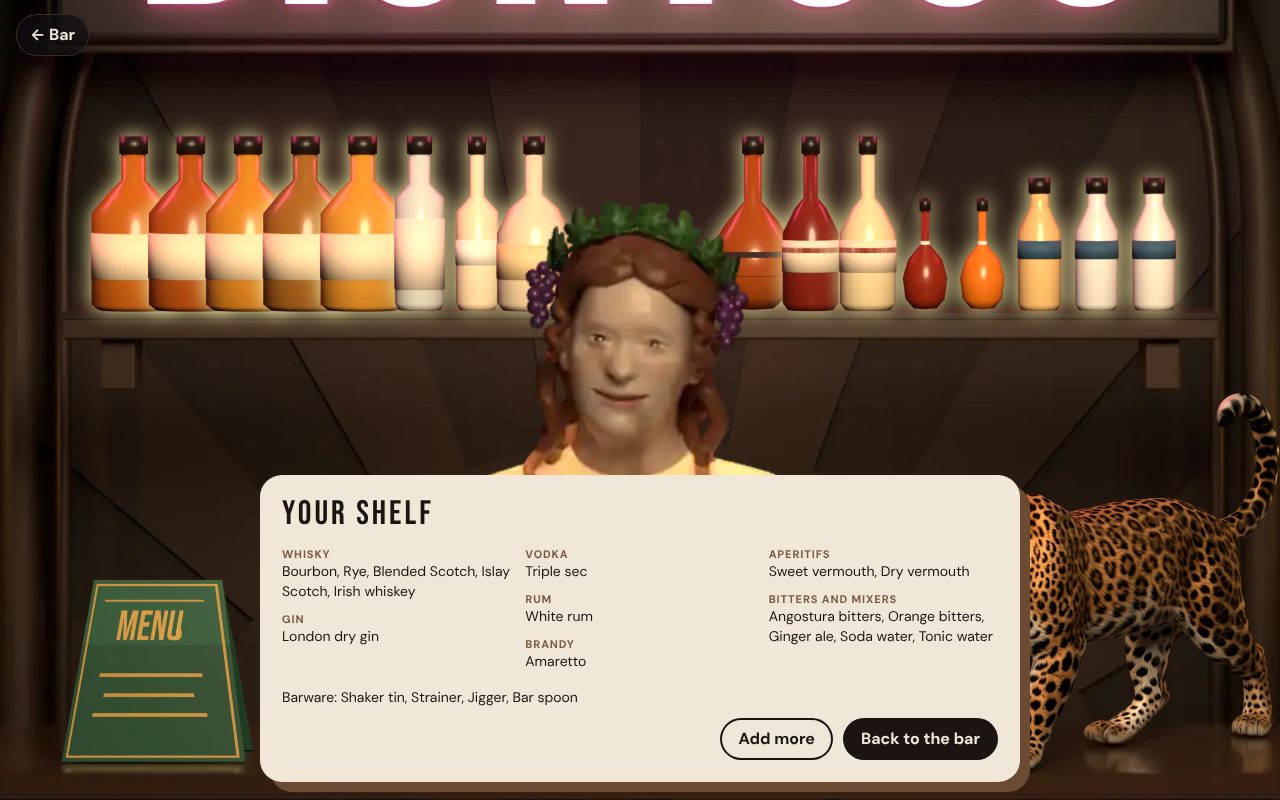 ← Bar
YOUR SHELF
WHISKY
Bourbon, Rye, Blended Scotch, Islay
Scotch, Irish whiskey
GIN
London dry gin
VODKA
Triple sec
RUM
White rum
BRANDY
Amaretto
APERITIFS
Sweet vermouth, Dry vermouth
BITTERS AND MIXERS
Angostura bitters, Orange bitters,
Ginger ale, Soda water, Tonic water
Barware: Shaker tin, Strainer, Jigger, Bar spoon
Add more
Back to the bar
MENU